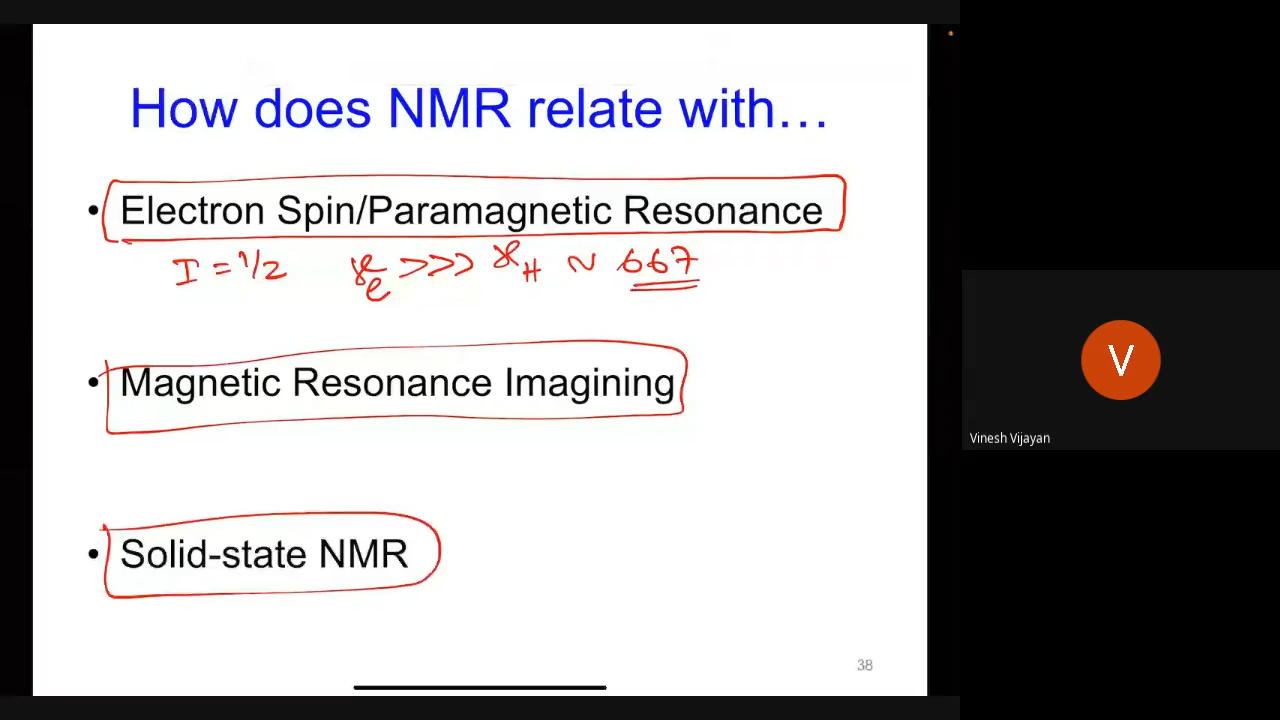 How does NMR relate with…
• Electron Spin/Paramagnetic Resonance
I = 1/2 γe >>> γH ~ 667
• Magnetic Resonance Imagining
• Solid-state NMR
38
V
Vinesh Vijayan